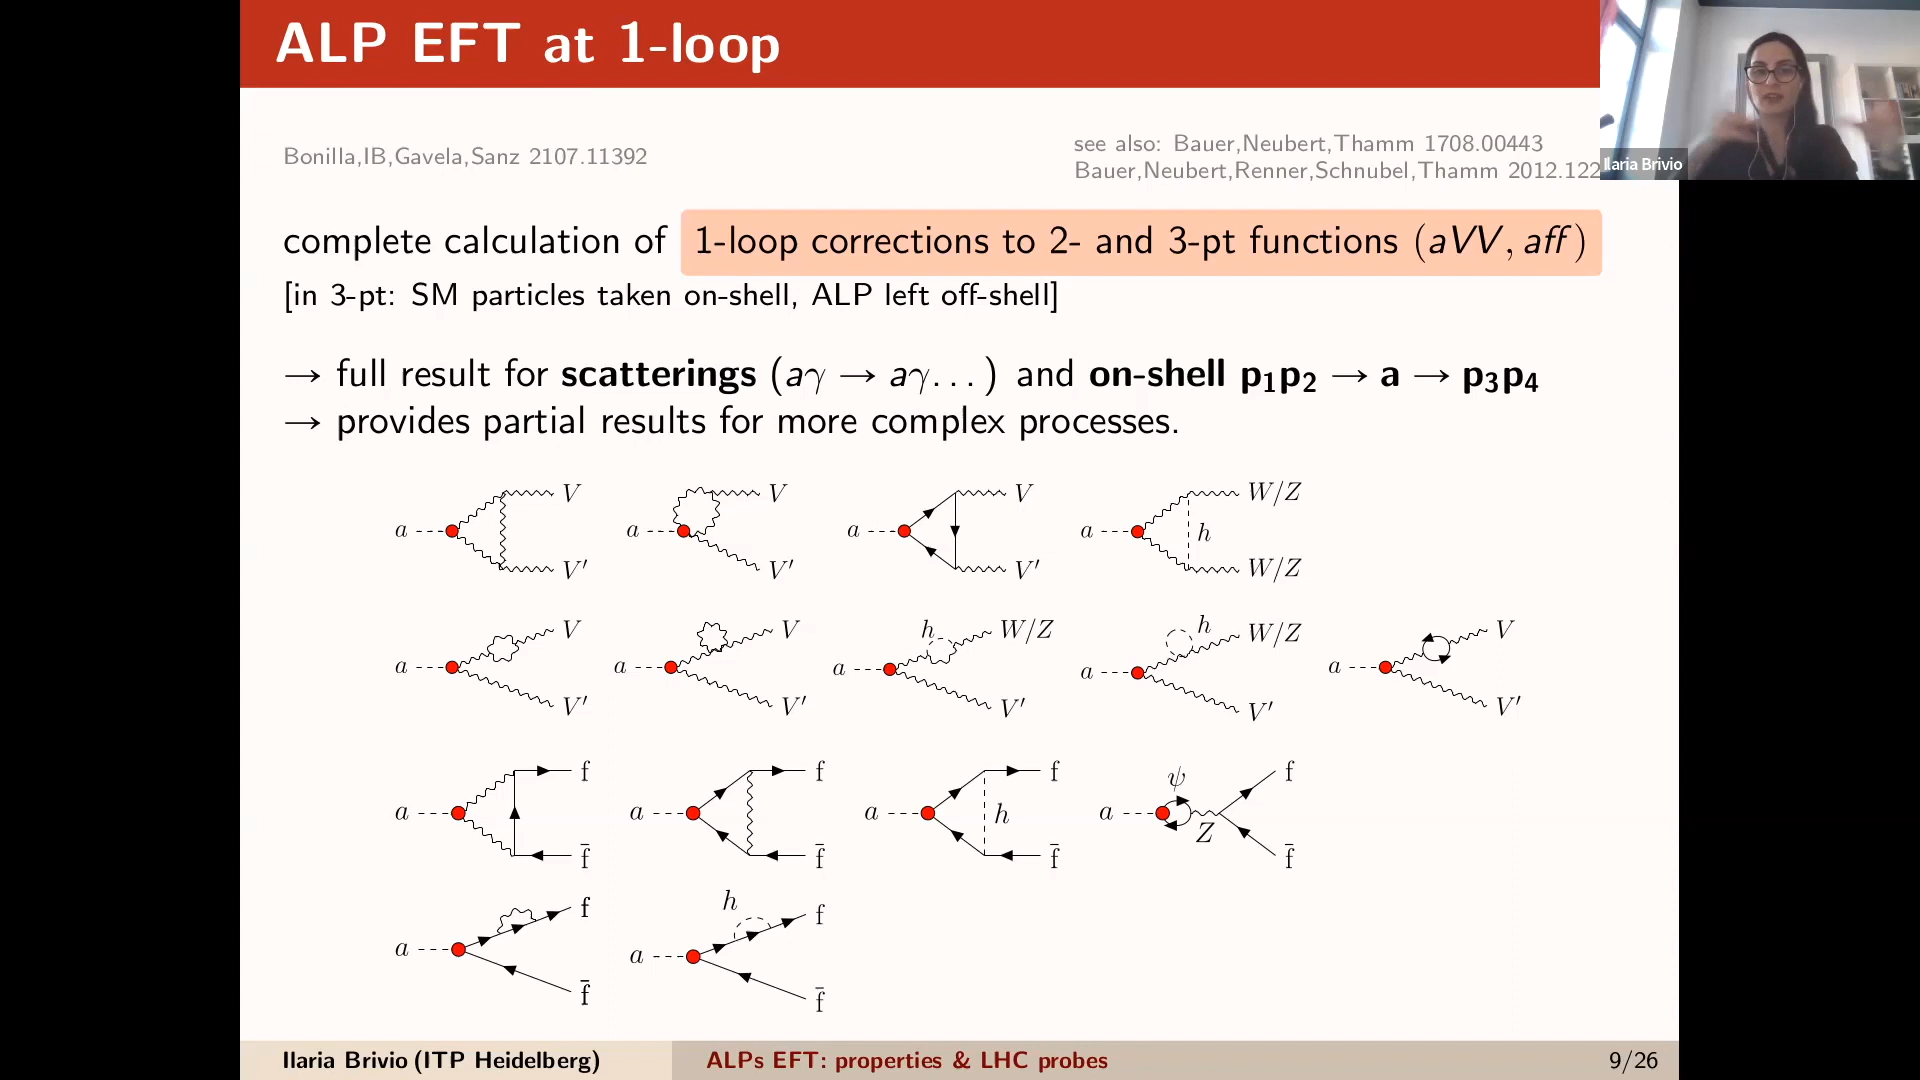 ALP EFT at 1-loop
Bonilla,IB,Gavela,Sanz 2107.11392
see also: Bauer,Neubert,Thamm 1708.00443
Bauer,Neubert,Renner,Schnubel,Thamm 2012.122
Ilaria Brivio
complete calculation of 1-loop corrections to 2- and 3-pt functions (aVV, aff)
[in 3-pt: SM particles taken on-shell, ALP left off-shell]
→ full result for scatterings (aγ → aγ...) and on-shell p₁p₂ → a → p₃p₄
→ provides partial results for more complex processes.
a V V′
a V V′
a V V′
a h W/Z W/Z
a V V′
a V V′
a h W/Z V′
a h W/Z V′
a V V′
a f f̄
a f f̄
a h f f̄
a ψ Z f f̄
a f f̄
a h f f̄
Ilaria Brivio (ITP Heidelberg)
ALPs EFT: properties & LHC probes
9/26